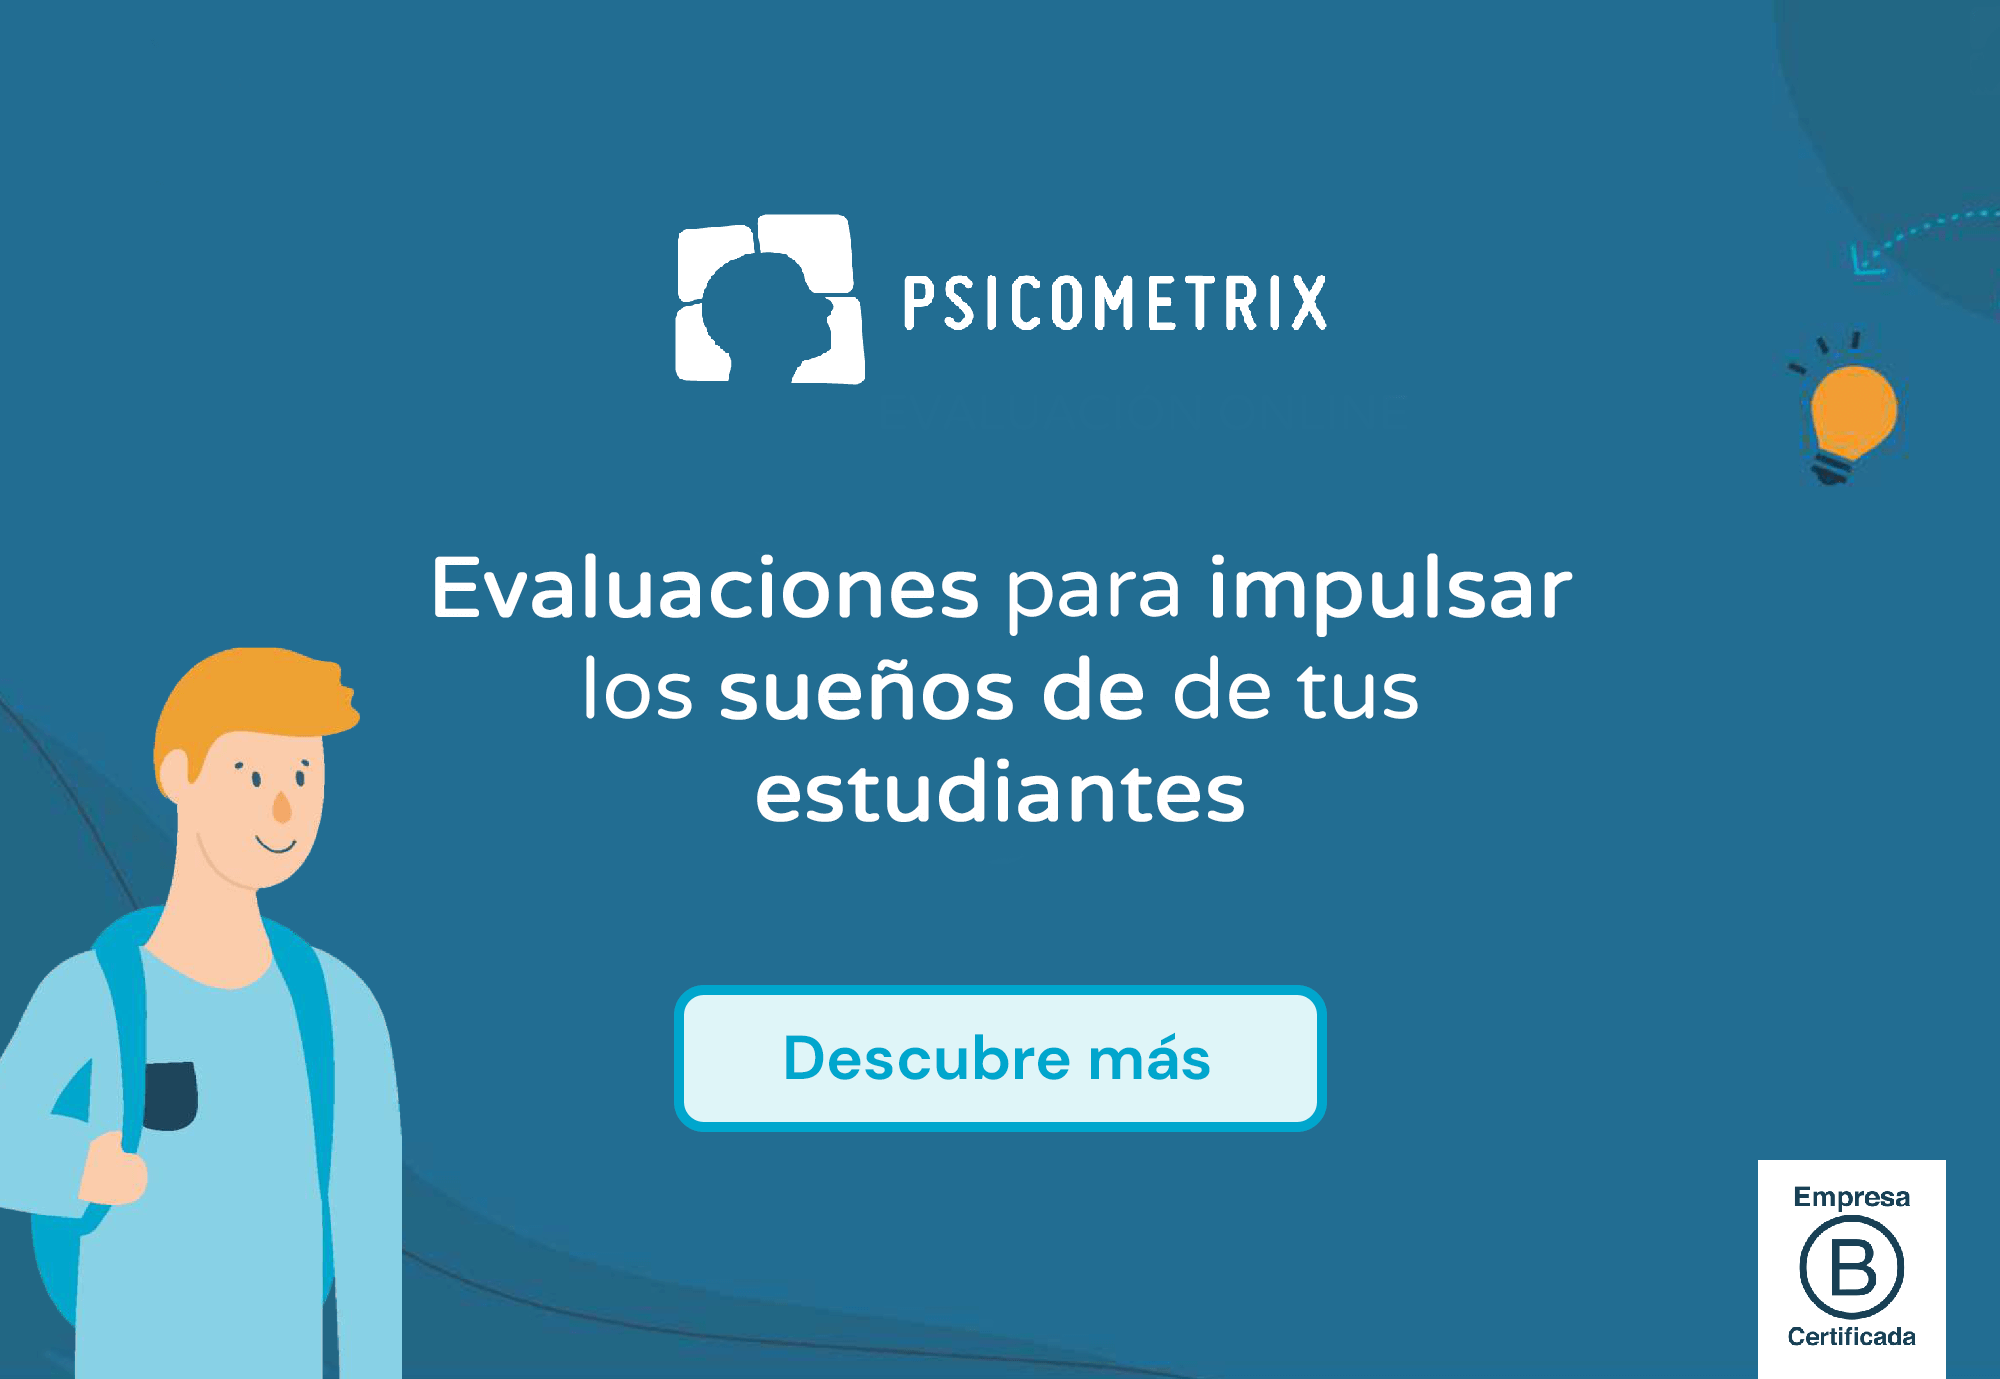 PSICOMETRIX
Evaluaciones para impulsar
los sueños de de tus
estudiantes
Descubre más
Empresa
B
Certificada